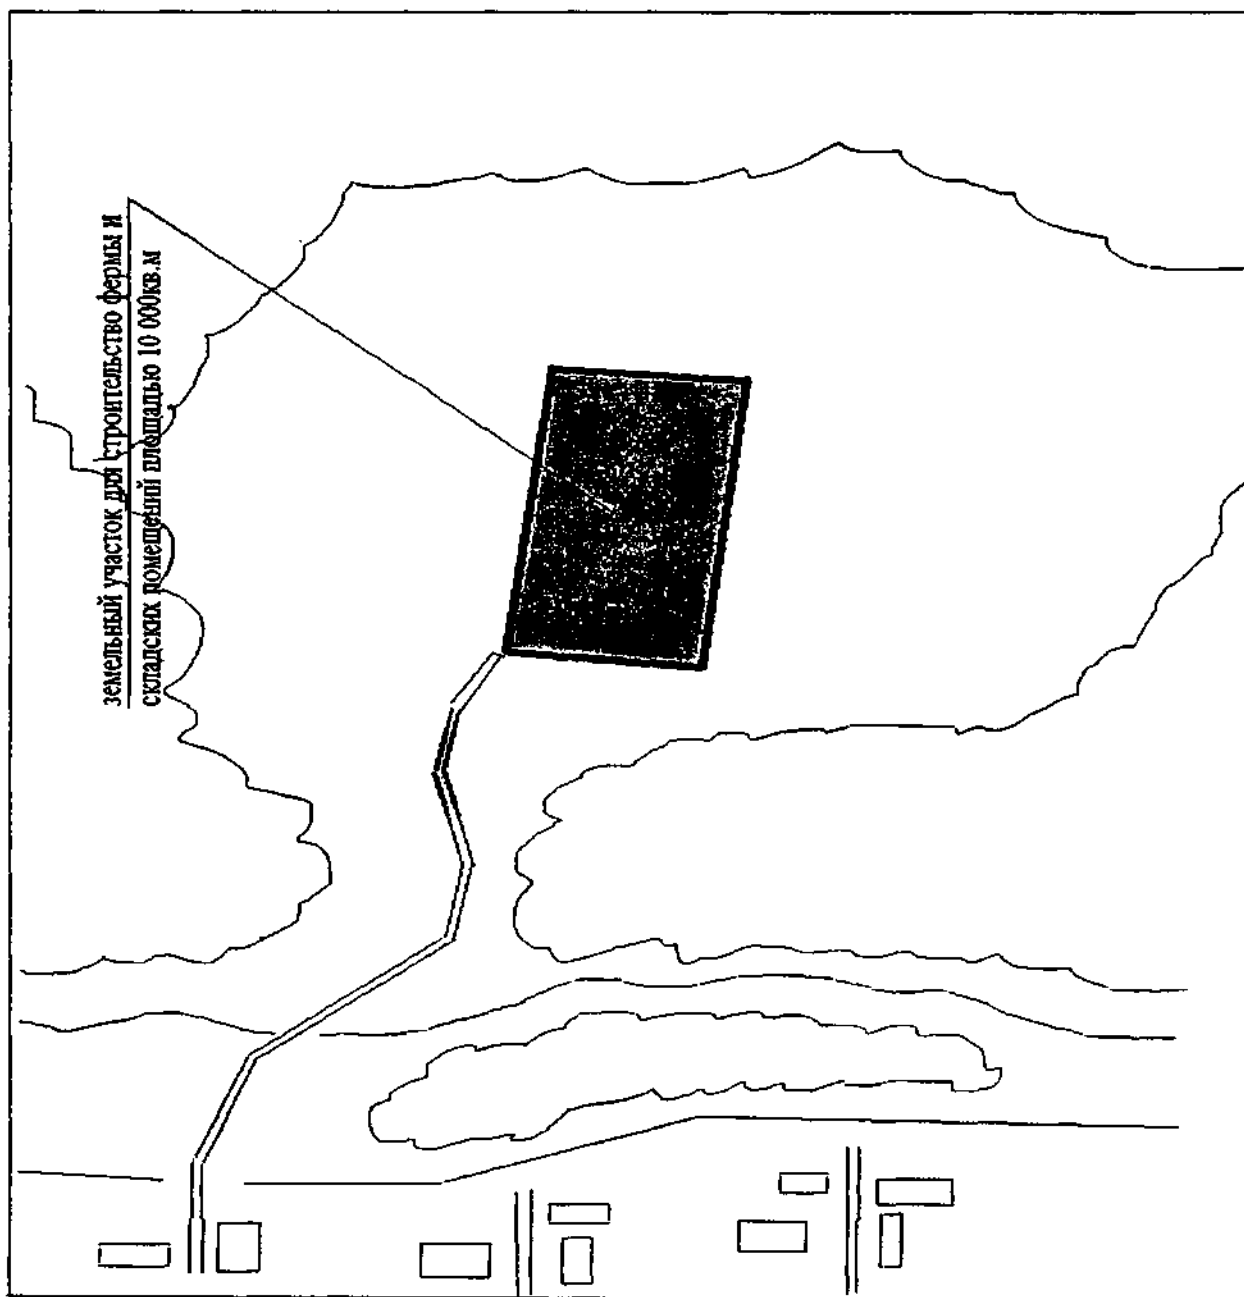 земельный участок для строительство фермы и
складских помещений площадью 10 000кв.м